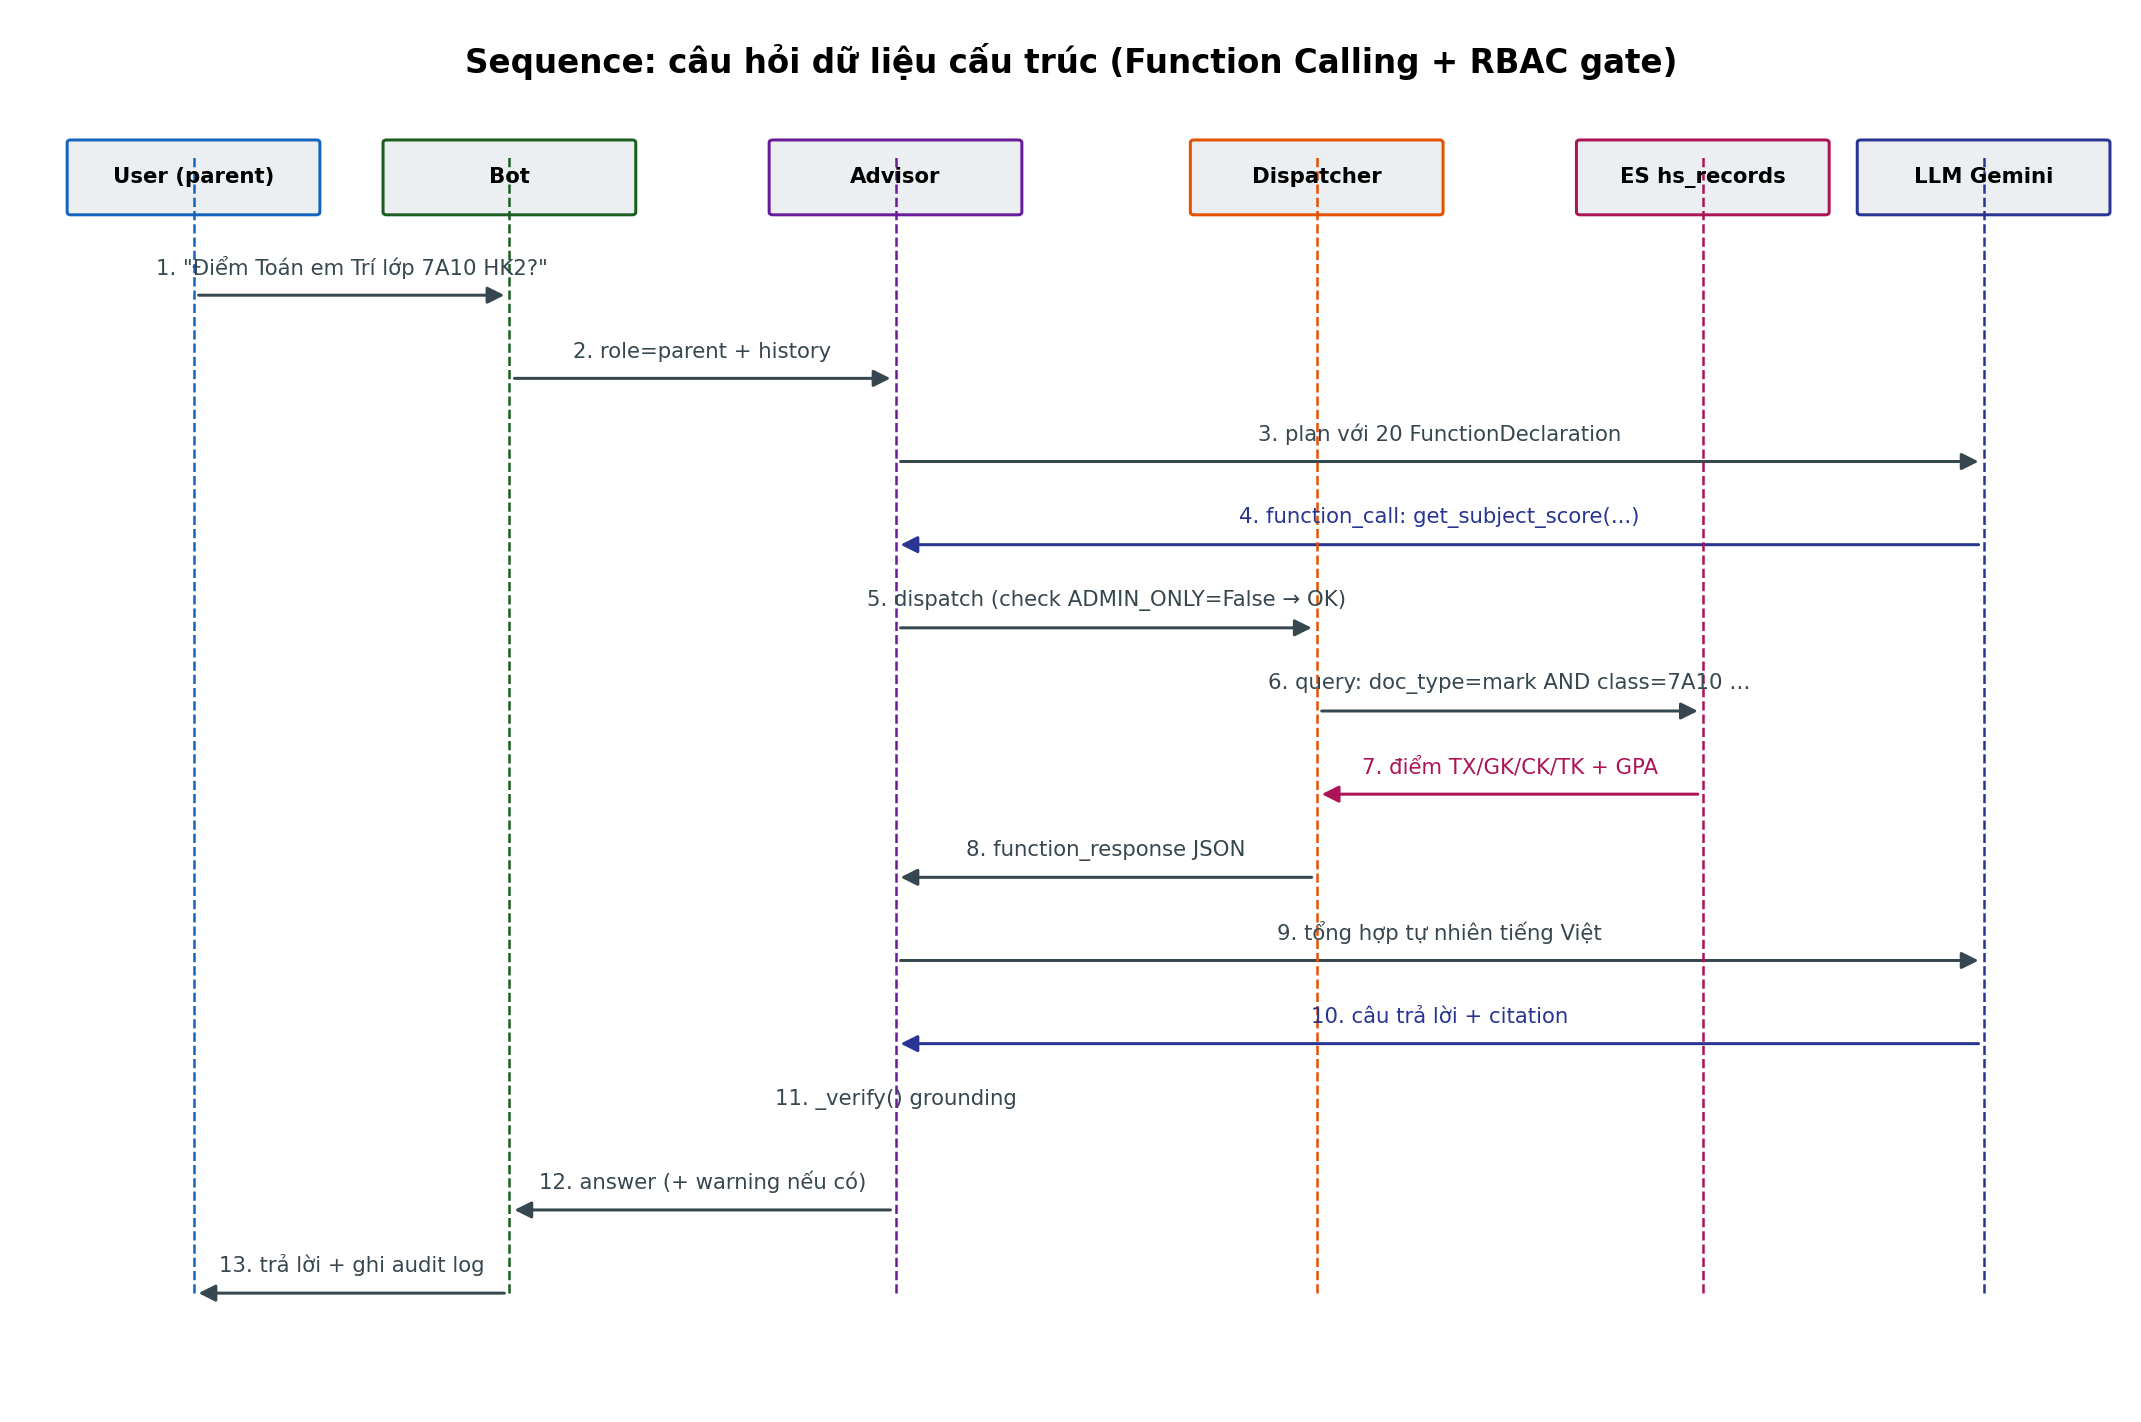 Sequence: câu hỏi dữ liệu cấu trúc (Function Calling + RBAC gate)
User (parent)
Bot
Advisor
Dispatcher
ES hs_records
LLM Gemini
1. "Điểm Toán em Trí lớp 7A10 HK2?"
2. role=parent + history
3. plan với 20 FunctionDeclaration
4. function_call: get_subject_score(...)
5. dispatch (check ADMIN_ONLY=False → OK)
6. query: doc_type=mark AND class=7A10 ...
7. điểm TX/GK/CK/TK + GPA
8. function_response JSON
9. tổng hợp tự nhiên tiếng Việt
10. câu trả lời + citation
11. _verify() grounding
12. answer (+ warning nếu có)
13. trả lời + ghi audit log